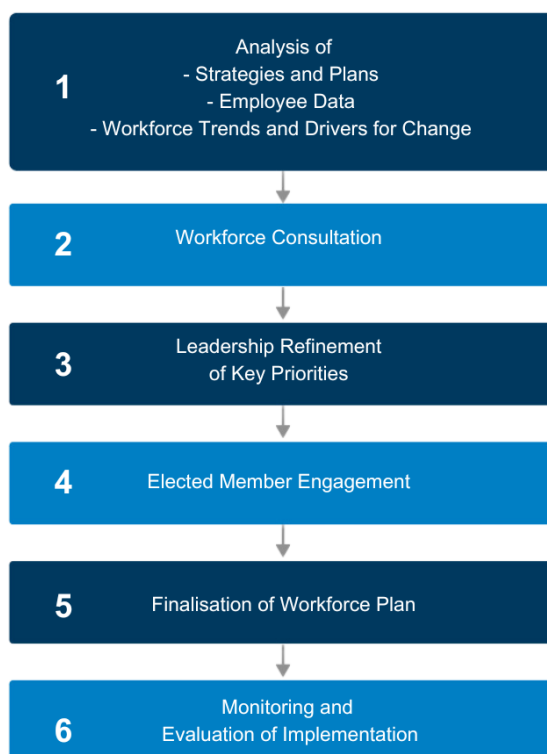 1
Analysis of
- Strategies and Plans
- Employee Data
- Workforce Trends and Drivers for Change
2
Workforce Consultation
3
Leadership Refinement
of Key Priorities
4
Elected Member Engagement
5
Finalisation of Workforce Plan
6
Monitoring and
Evaluation of Implementation